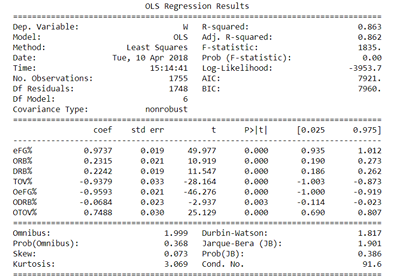 OLS Regression Results
Dep. Variable: W R-squared: 0.863
Model: OLS Adj. R-squared: 0.862
Method: Least Squares F-statistic: 1835.
Date: Tue, 10 Apr 2018 Prob (F-statistic): 0.00
Time: 15:14:41 Log-Likelihood: -3953.7
No. Observations: 1755 AIC: 7921.
Df Residuals: 1748 BIC: 7960.
Df Model: 6
Covariance Type: nonrobust
coef std err t P>|t| [0.025 0.975]
eFG% 0.9737 0.019 49.977 0.000 0.935 1.012
ORB% 0.2315 0.021 10.919 0.000 0.190 0.273
DRB% 0.2242 0.019 11.547 0.000 0.186 0.262
TOV% -0.9379 0.033 -28.164 0.000 -1.003 -0.873
OeFG% -0.9593 0.021 -46.276 0.000 -1.000 -0.919
ODRB% -0.0684 0.023 -2.937 0.003 -0.114 -0.023
OTOV% 0.7488 0.030 25.129 0.000 0.690 0.807
Omnibus: 1.999 Durbin-Watson: 1.817
Prob(Omnibus): 0.368 Jarque-Bera (JB): 1.901
Skew: 0.073 Prob(JB): 0.386
Kurtosis: 3.069 Cond. No. 91.6